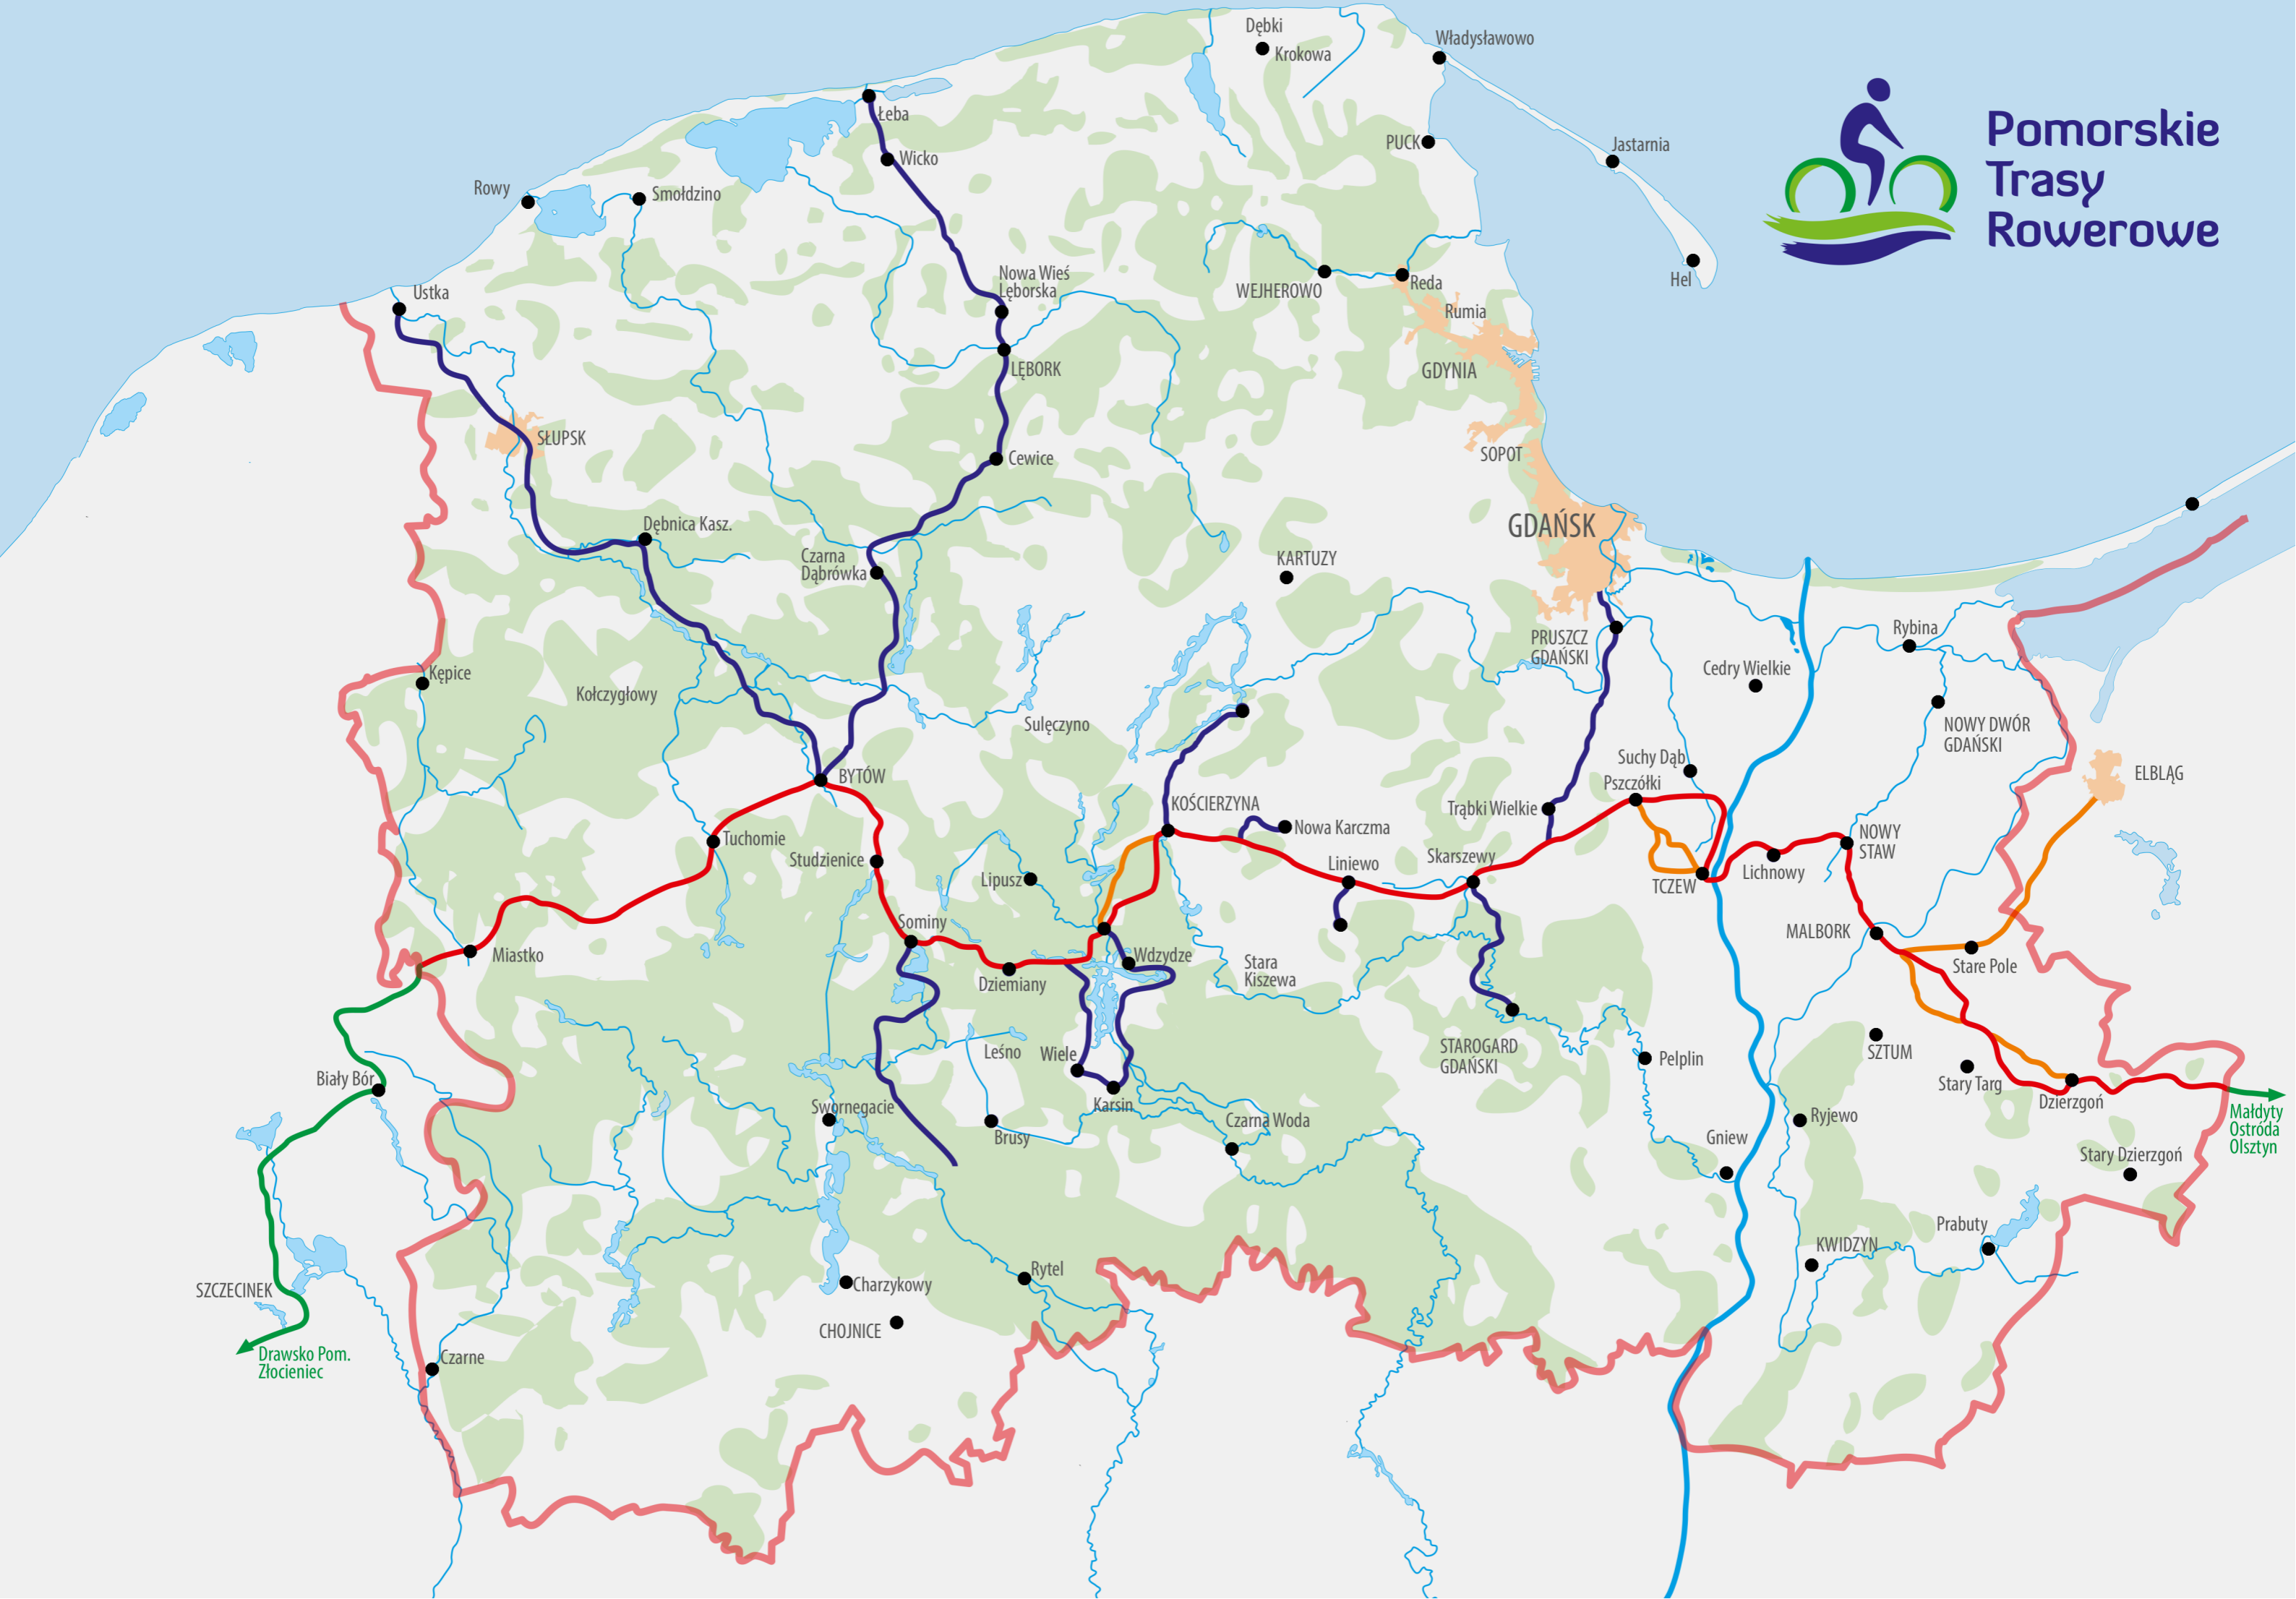 Pomorskie
Trasy
Rowerowe
Dębki
Krokowa
Władysławowo
Łeba
PUCK
Jastarnia
Wicko
Rowy
Smołdzino
Hel
Ustka
Nowa Wieś
Lęborska
WEJHEROWO
Reda
Rumia
LĘBORK
GDYNIA
SŁUPSK
SOPOT
Cewice
Dębnica Kasz.
GDAŃSK
Czarna
Dąbrówka
KARTUZY
PRUSZCZ
GDAŃSKI
Rybina
Cedry Wielkie
Kępice
Kołczygłowy
Sulęczyno
NOWY DWÓR
GDAŃSKI
Suchy Dąb
Pszczółki
ELBLĄG
BYTÓW
KOŚCIERZYNA
Trąbki Wielkie
Nowa Karczma
NOWY
STAW
Tuchomie
Studzienice
Liniewo
Skarszewy
Lipusz
TCZEW
Lichnowy
Sominy
MALBORK
Miastko
Wdzydze
Stare Pole
Dziemiany
Stara
Kiszewa
Leśno
Wiele
STAROGARD
GDAŃSKI
Pelplin
SZTUM
Biały Bór
Stary Targ
Dzierzgoń
Swornegacie
Karsin
Małdyty
Ostróda
Olsztyn
Brusy
Czarna Woda
Ryjewo
Gniew
Stary Dzierzgoń
Prabuty
KWIDZYN
SZCZECINEK
Charzykowy
Rytel
CHOJNICE
Drawsko Pom.
Złocieniec
Czarne